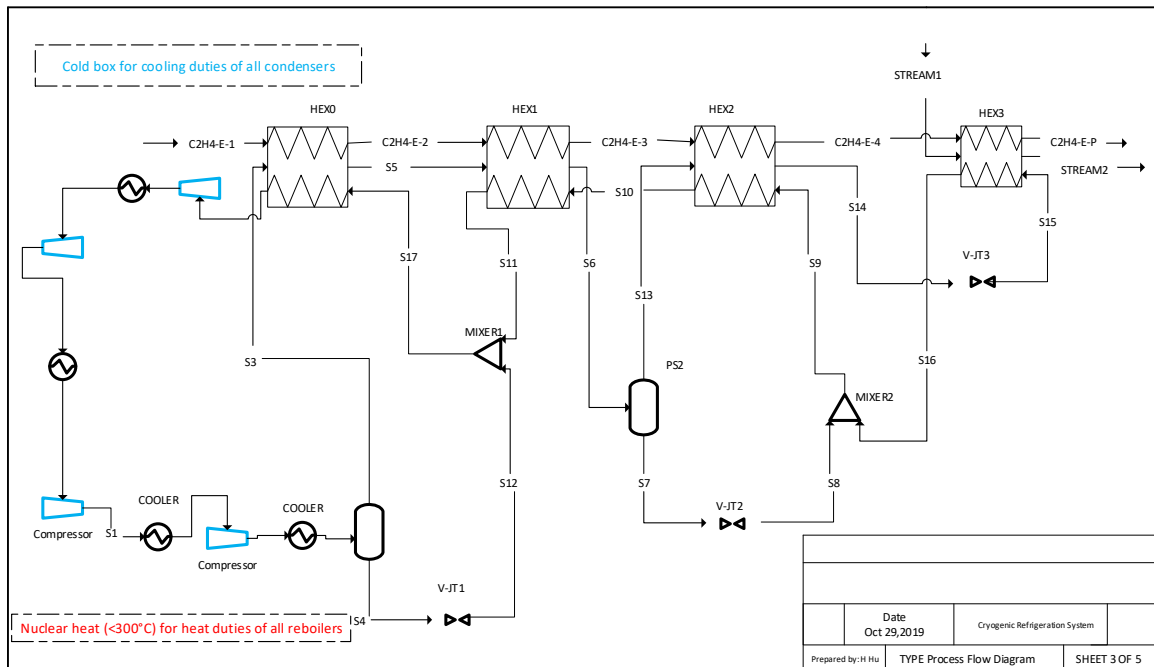 Cold box for cooling duties of all condensers
STREAM1
HEX0
HEX1
HEX2
HEX3
C2H4-E-1
C2H4-E-2
C2H4-E-3
C2H4-E-4
C2H4-E-P
S5
STREAM2
S10
S14
S15
S17
S11
S6
S9
V-JT3
S13
MIXER1
S3
S16
PS2
MIXER2
S12
S7
S8
COOLER
COOLER
V-JT2
Compressor
S1
Compressor
V-JT1
S4
Nuclear heat (<300°C) for heat duties of all reboilers
Date
Oct 29,2019
Cryogenic Refrigeration System
Prepared by: H Hu
TYPE Process Flow Diagram
SHEET 3 OF 5